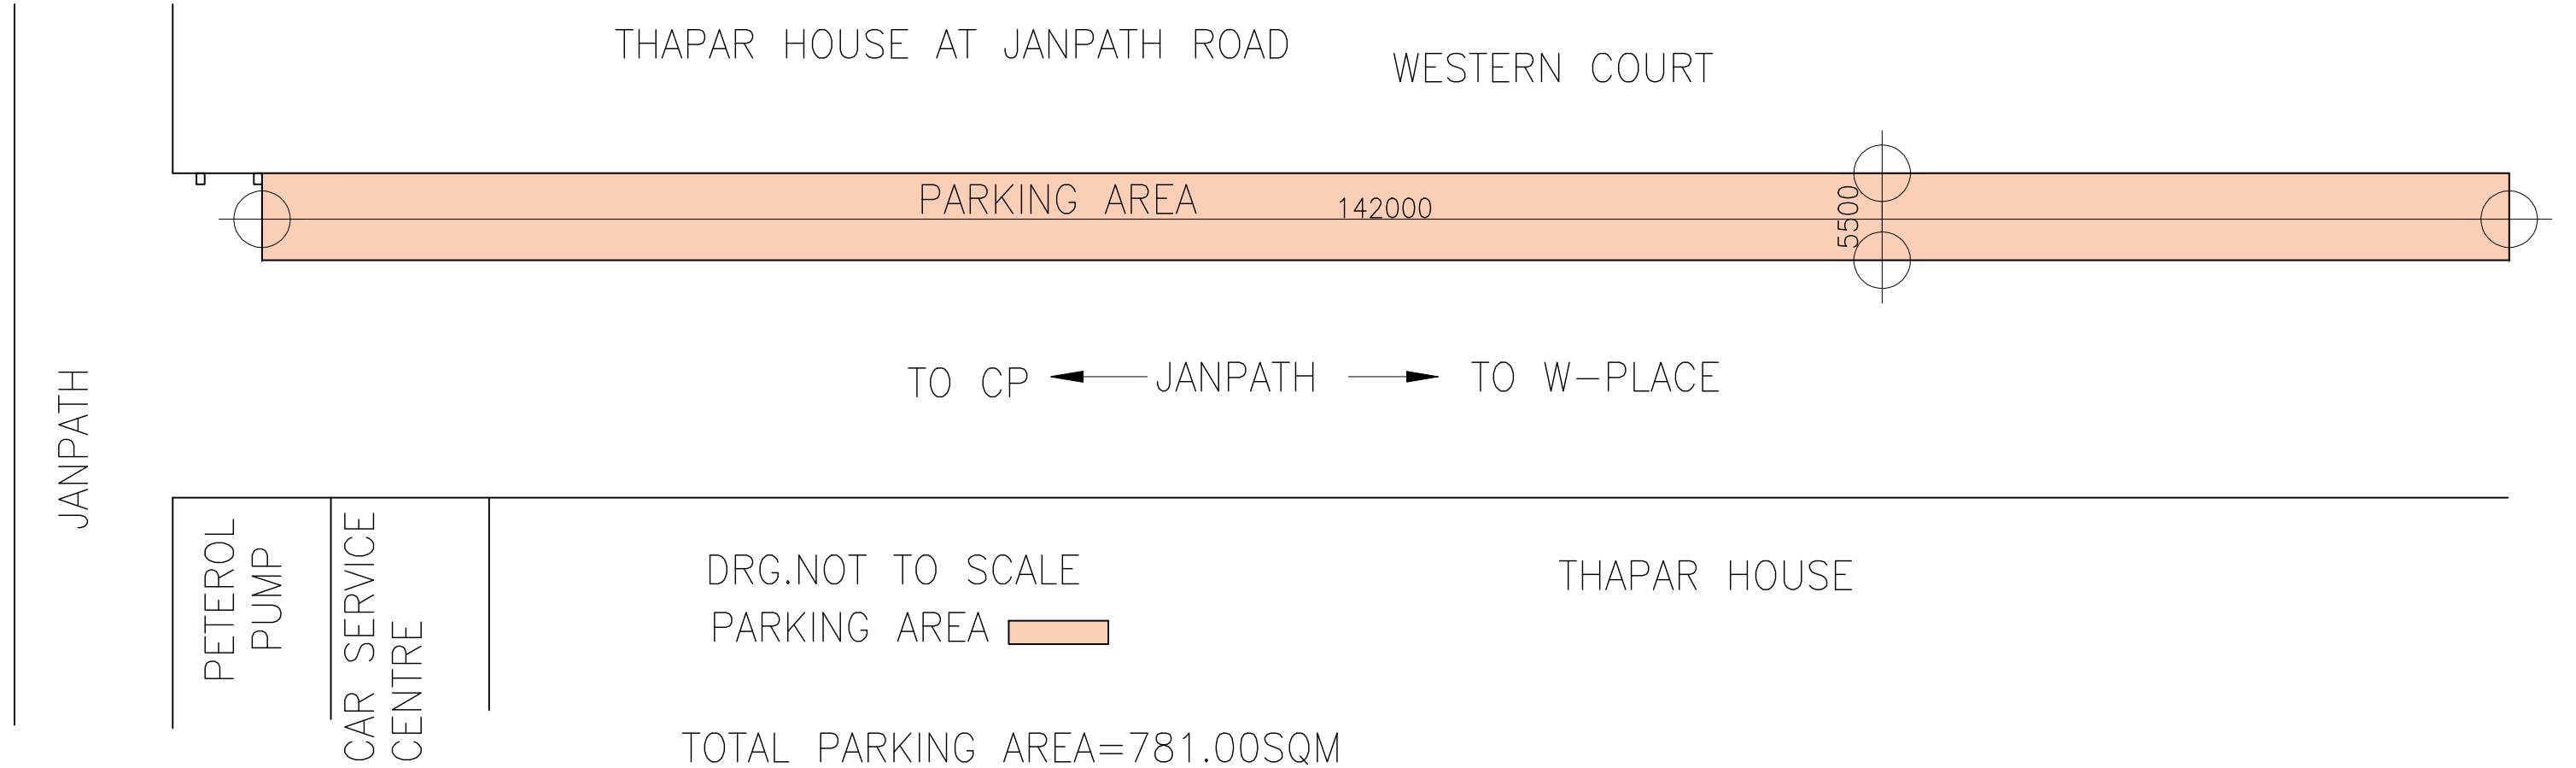 THAPAR HOUSE AT JANPATH ROAD
WESTERN COURT
PARKING AREA
142000
5500
TO CP
JANPATH
TO W-PLACE
JANPATH
PETEROL
PUMP
CAR SERVICE
CENTRE
DRG.NOT TO SCALE
PARKING AREA
THAPAR HOUSE
TOTAL PARKING AREA=781.00SQM